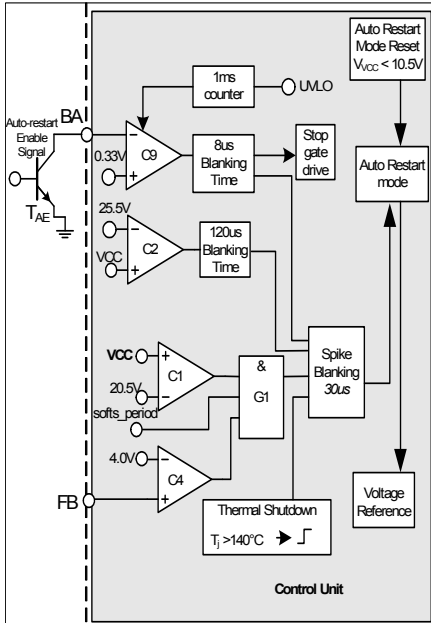 Auto Restart
Mode Reset
VVCC < 10.5V
1ms
counter
UVLO
BA
Auto-restart
Enable
Signal
TAE
0.33V
C9
8us
Blanking
Time
Stop
gate
drive
Auto Restart
mode
25.5V
VCC
C2
120us
Blanking
Time
VCC
20.5V
softs_period
C1
&
G1
Spike
Blanking
30us
4.0V
C4
FB
Thermal Shutdown
Tj >140°C
Voltage
Reference
Control Unit